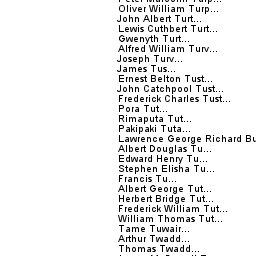 Oliver William Turp...
John Albert Turt...
Lewis Cuthbert Turt...
Gwenyth Turt...
Alfred William Turv...
Joseph Turv...
James Tus...
Ernest Belton Tust...
John Catchpool Tust...
Frederick Charles Tust...
Pora Tut...
Rimaputa Tut...
Pakipaki Tuta...
Lawrence George Richard Bu
Albert Douglas Tu...
Edward Henry Tu...
Stephen Elisha Tu...
Francis Tu...
Albert George Tut...
Herbert Bridge Tut...
Frederick William Tut...
William Thomas Tut...
Tame Tuwair...
Arthur Twadd...
Thomas Twadd...